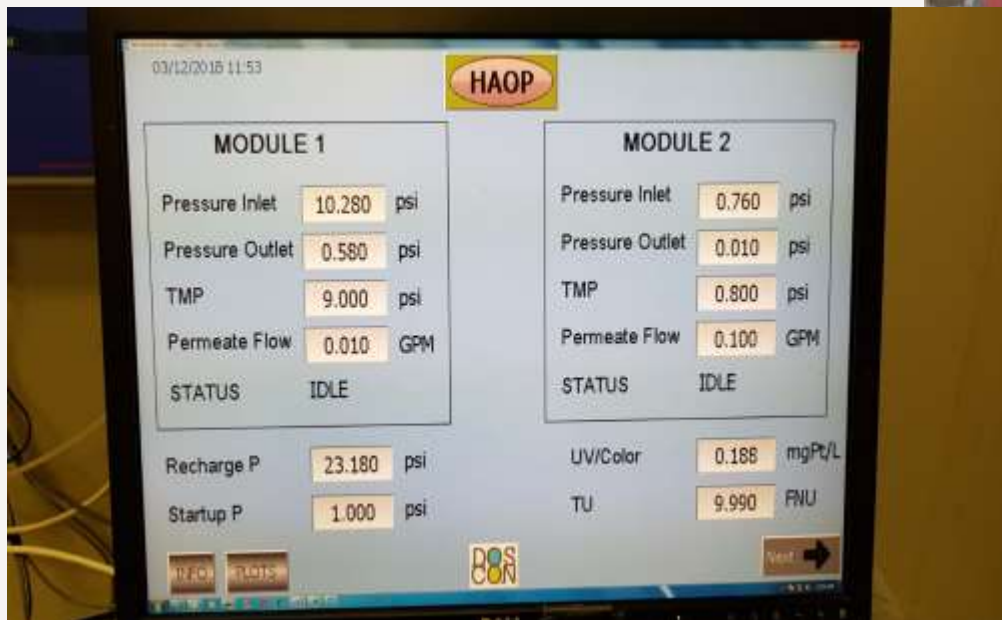 03/12/2018 11:53
HAOP
MODULE 1
Pressure Inlet 10.280 psi
Pressure Outlet 0.580 psi
TMP 9.000 psi
Permeate Flow 0.010 GPM
STATUS IDLE
MODULE 2
Pressure Inlet 0.760 psi
Pressure Outlet 0.010 psi
TMP 0.800 psi
Permeate Flow 0.100 GPM
STATUS IDLE
Recharge P 23.180 psi
Startup P 1.000 psi
UV/Color 0.188 mgPt/L
TU 9.990 FNU
INFO PLOTS
DOS
CON
Next